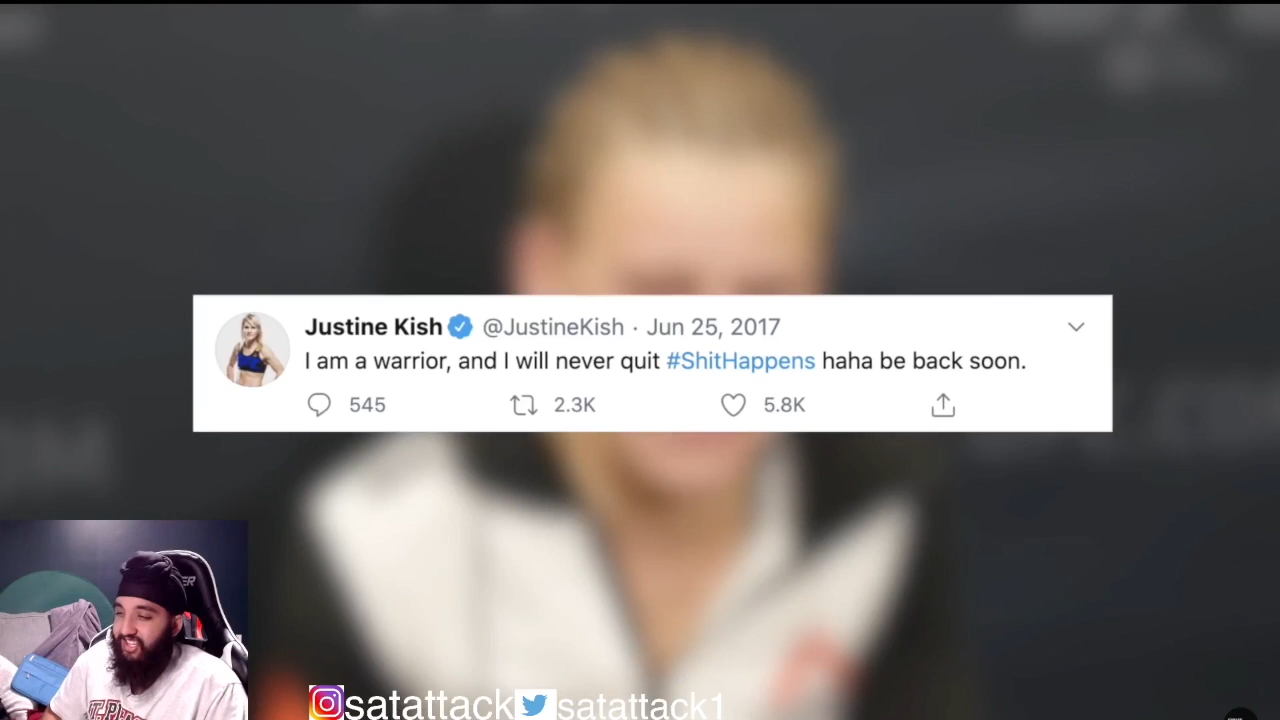 Justine Kish @JustineKish · Jun 25, 2017
I am a warrior, and I will never quit #ShitHappens haha be back soon.
545 2.3K 5.8K
satattack satattack1